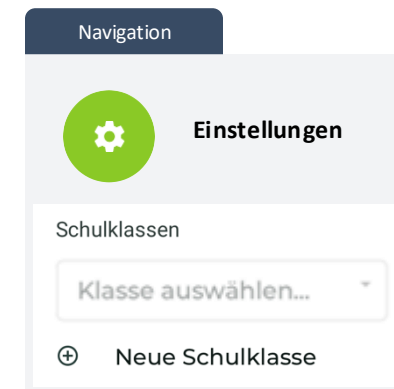 Navigation
Einstellungen
Schulklassen
Klasse auswählen...
Neue Schulklasse